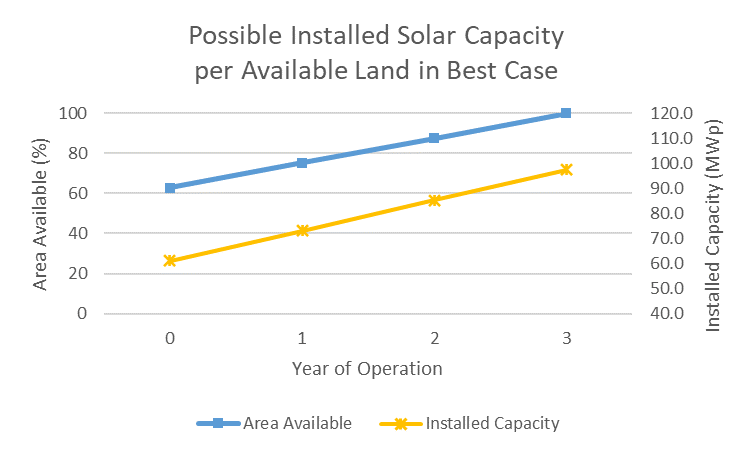 Possible Installed Solar Capacity
per Available Land in Best Case
Area Available (%)
100
80
60
40
20
0
120.0
110.0
100.0
90.0
80.0
70.0
60.0
50.0
40.0
Installed Capacity (MWp)
0 1 2 3
Year of Operation
Area Available Installed Capacity